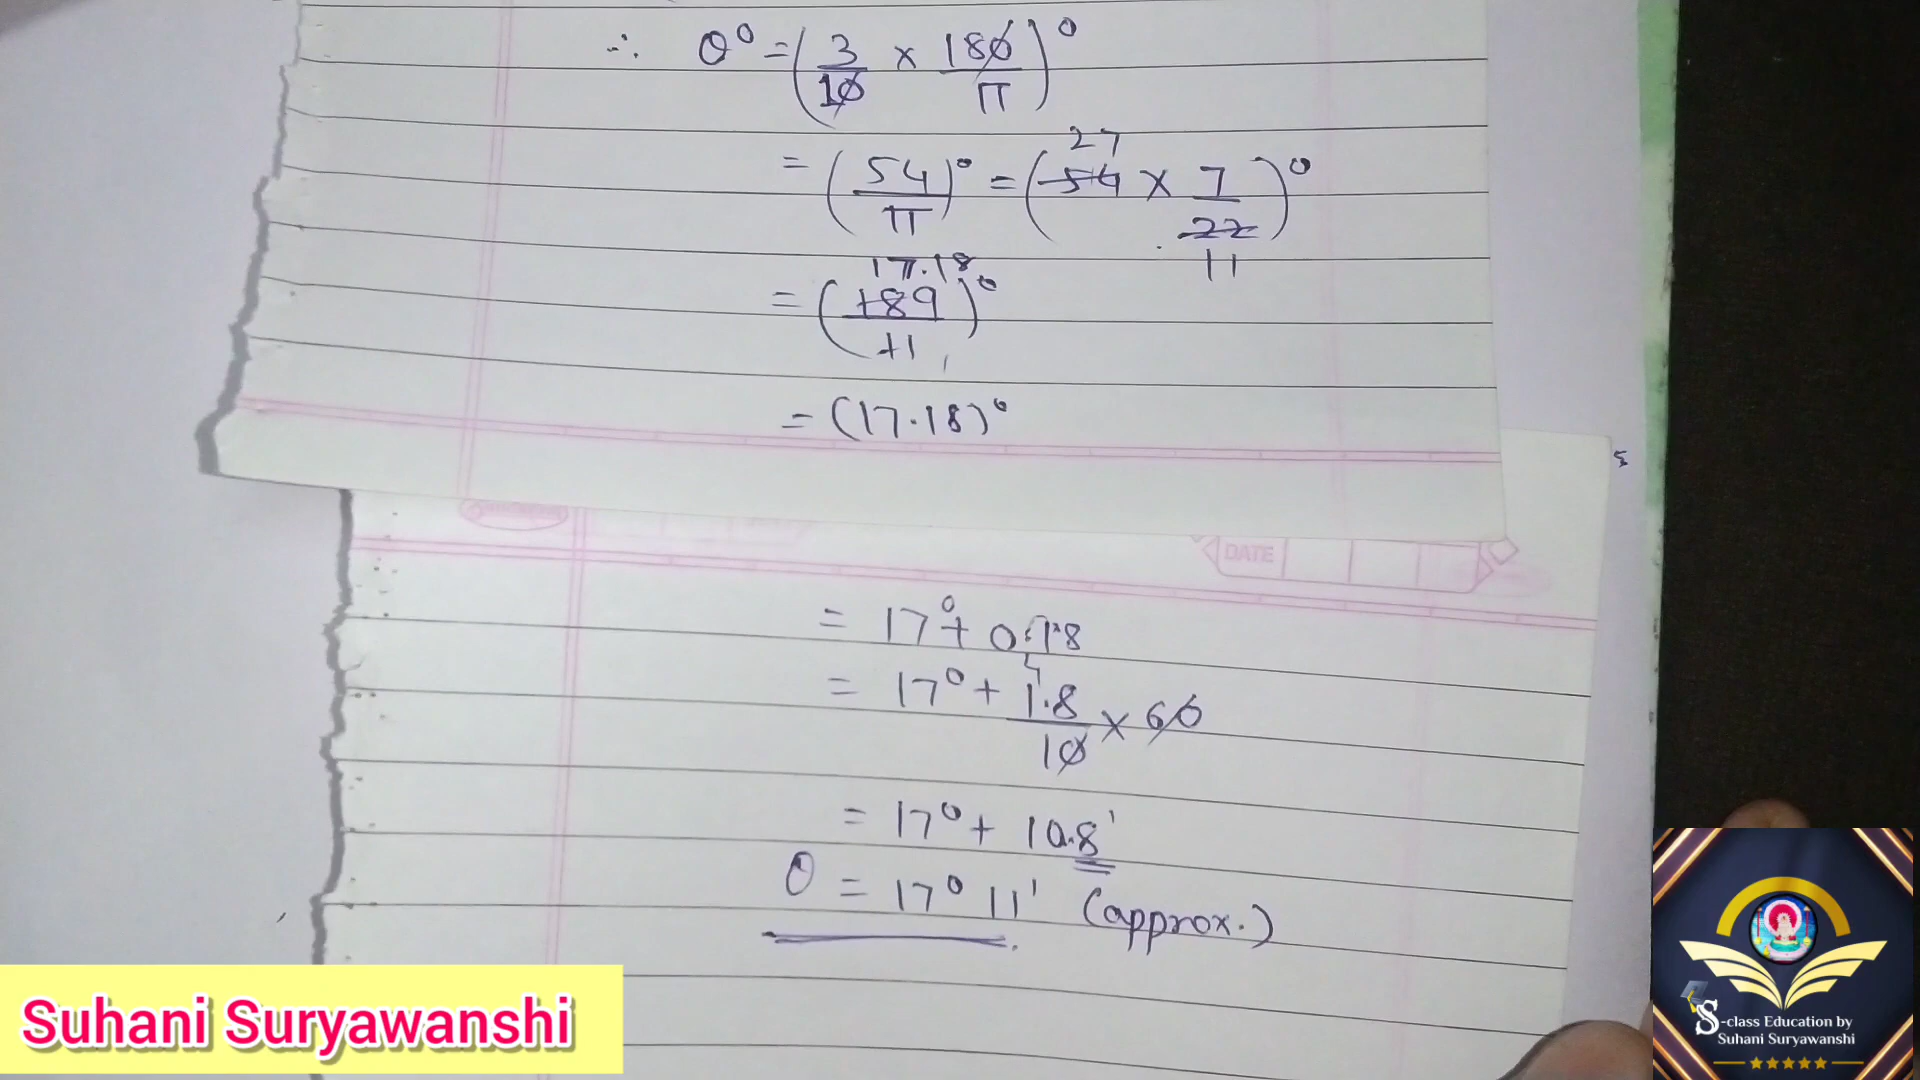 ∴ θ° = (3/10 × 180/π)°
= (54/π)° = (54 × 7/22)°
27
11
17.18
= (189/11)°
= (17.18)°
DATE
= 17° + 0.18
= 17° + 1.8/10 × 60
= 17° + 10.8'
θ = 17° 11' (approx.)
Suhani Suryawanshi
S-class Education by
Suhani Suryawanshi